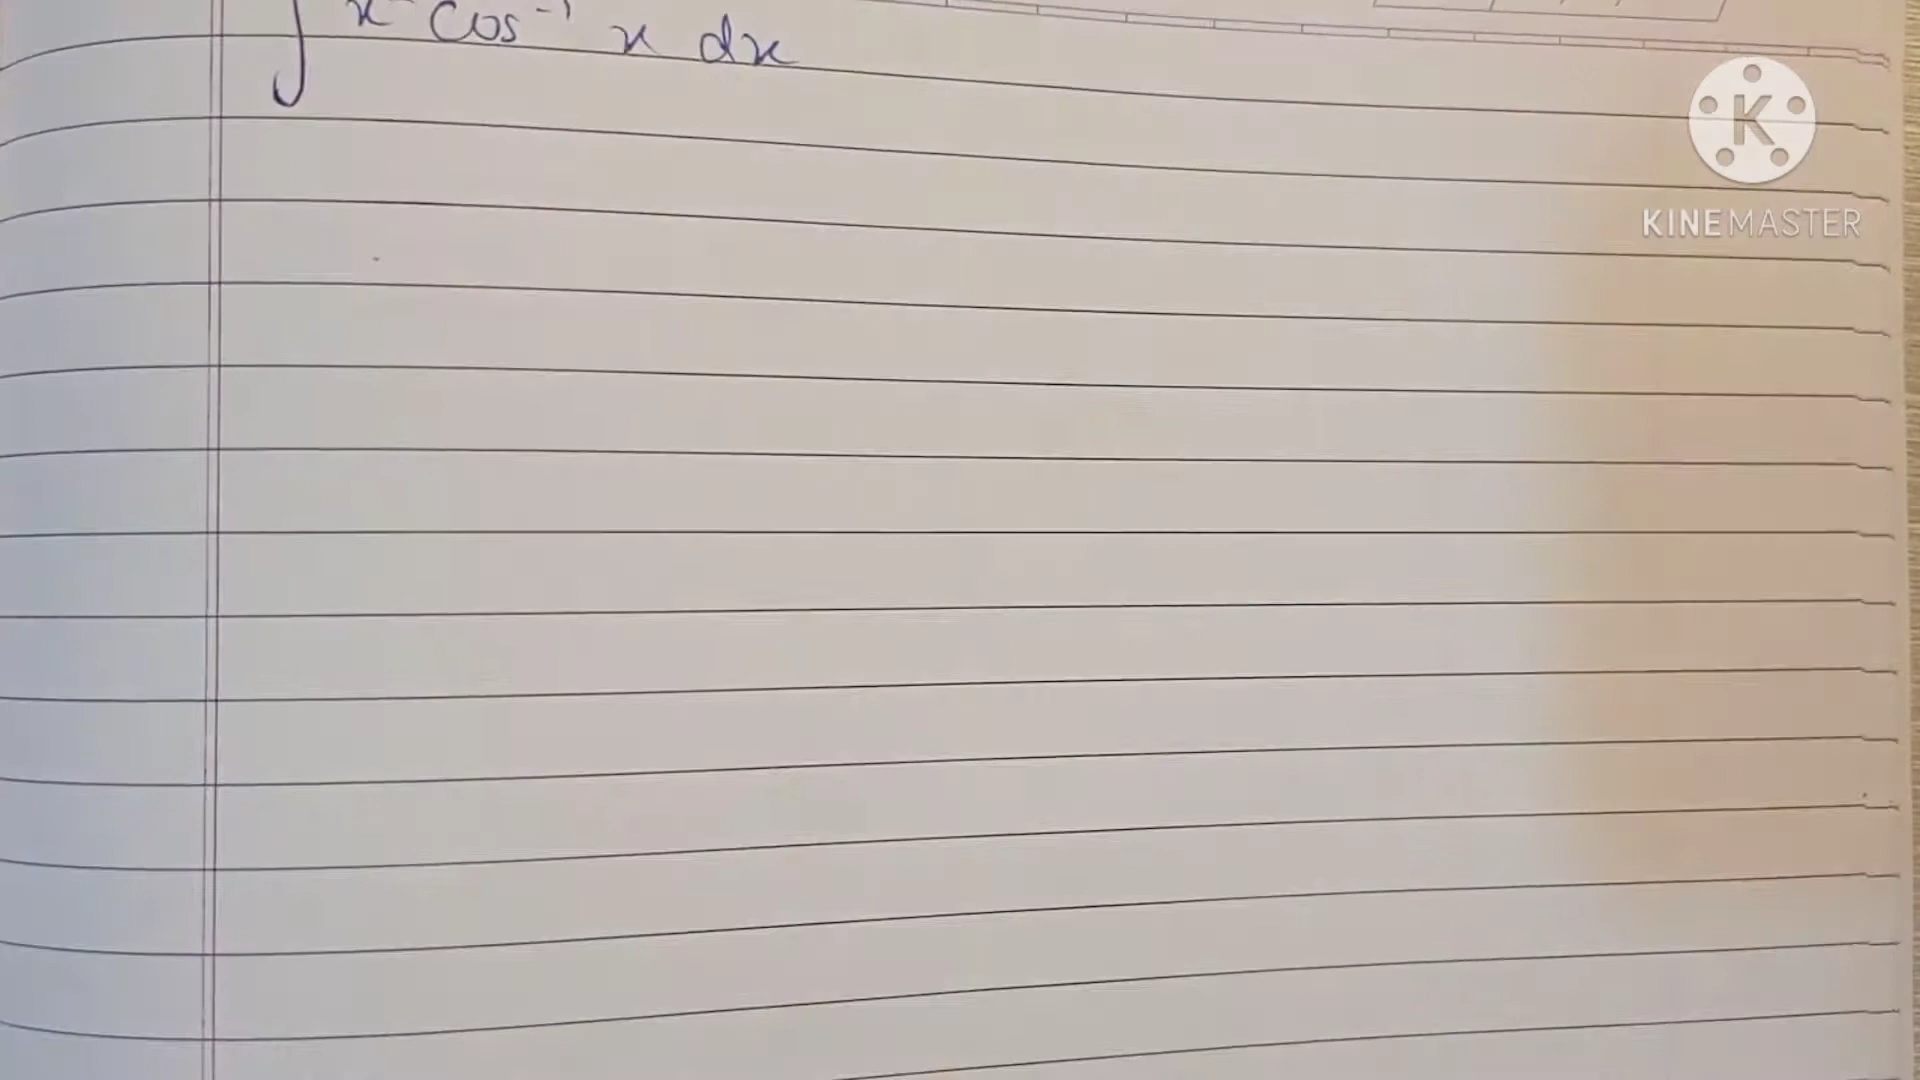 ∫ x cos⁻¹ x dx
K
KINEMASTER